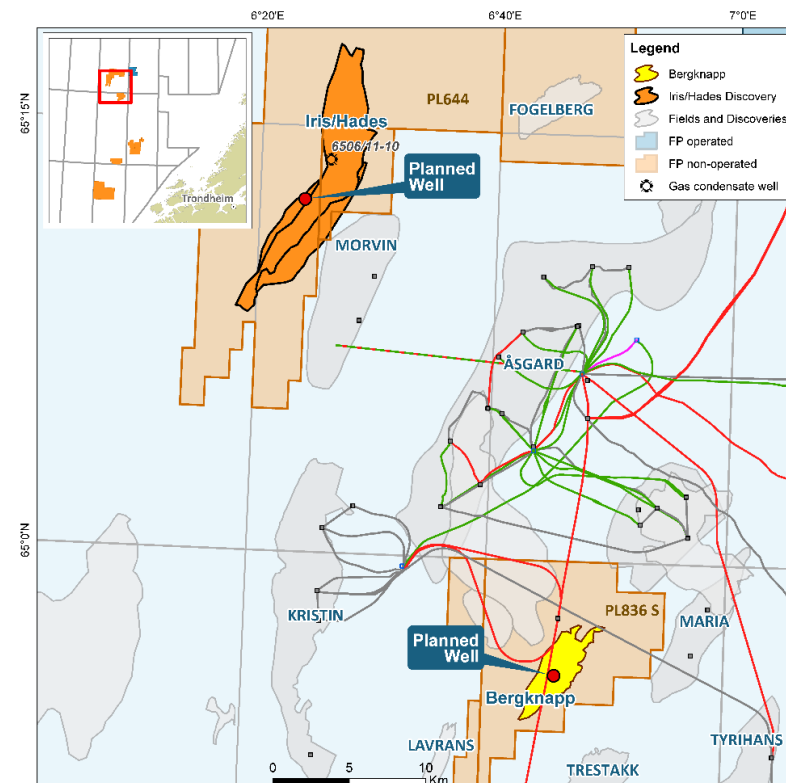 6°20'E
6°40'E
7°0'E
65°15'N
65°0'N
Trondheim
Legend
Bergknapp
Iris/Hades Discovery
Fields and Discoveries
FP operated
FP non-operated
Gas condensate well
PL644
FOGELBERG
Iris/Hades
6506/11-10
Planned
Well
MORVIN
ÅSGARD
KRISTIN
PL836 S
MARIA
Planned
Well
Bergknapp
LAVRANS
TYRIHANS
TRESTAKK
0
5
10
Km